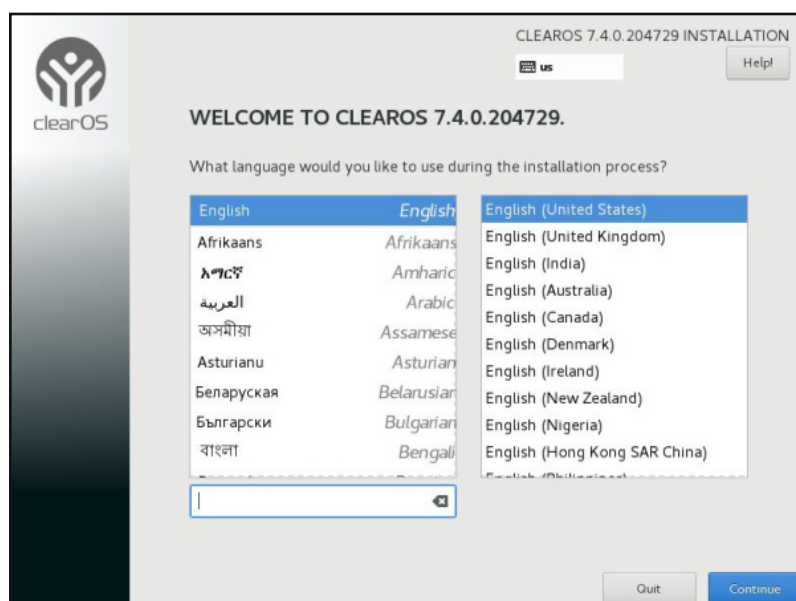 clearOS
CLEAROS 7.4.0.204729 INSTALLATION
us
Help!
WELCOME TO CLEAROS 7.4.0.204729.
What language would you like to use during the installation process?
English English
Afrikaans Afrikaans
አማርኛ Amharic
العربية Arabic
অসমীয়া Assamese
Asturianu Asturian
Беларуская Belarusian
Български Bulgarian
বাংলা Bengali
English (United States)
English (United Kingdom)
English (India)
English (Australia)
English (Canada)
English (Denmark)
English (Ireland)
English (New Zealand)
English (Nigeria)
English (Hong Kong SAR China)
English (Philippines)
Quit
Continue